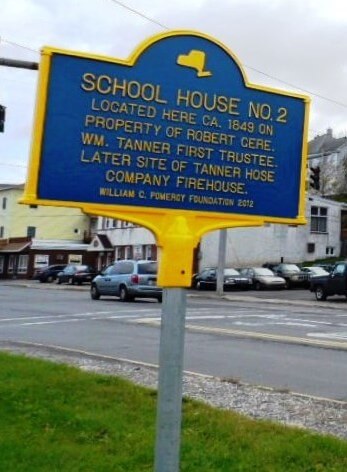 SCHOOL HOUSE NO. 2
LOCATED HERE CA. 1849 ON
PROPERTY OF ROBERT GERE.
WM. TANNER FIRST TRUSTEE.
LATER SITE OF TANNER HOSE
COMPANY FIREHOUSE.
WILLIAM C. POMEROY FOUNDATION 2012